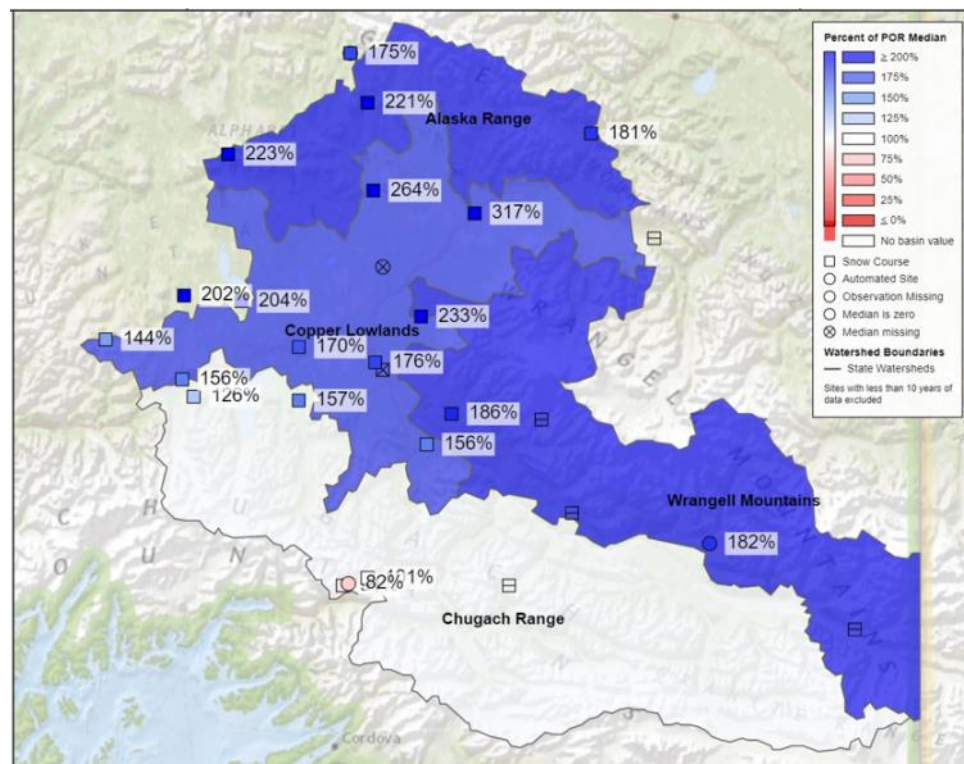 175%
221%
Alaska Range
181%
223%
264%
317%
202%
204%
233%
Copper Lowlands
144%
170%
176%
156%
126%
157%
186%
156%
Wrangell Mountains
182%
82%
Chugach Range
Cordova
WRANGELL
MOUNTAINS
CHUGACH
Percent of POR Median
≥ 200%
175%
150%
125%
100%
75%
50%
25%
≤ 0%
No basin value
Snow Course
Automated Site
Observation Missing
Median is zero
Median missing
Watershed Boundaries
State Watersheds
Sites with less than 10 years of
data excluded